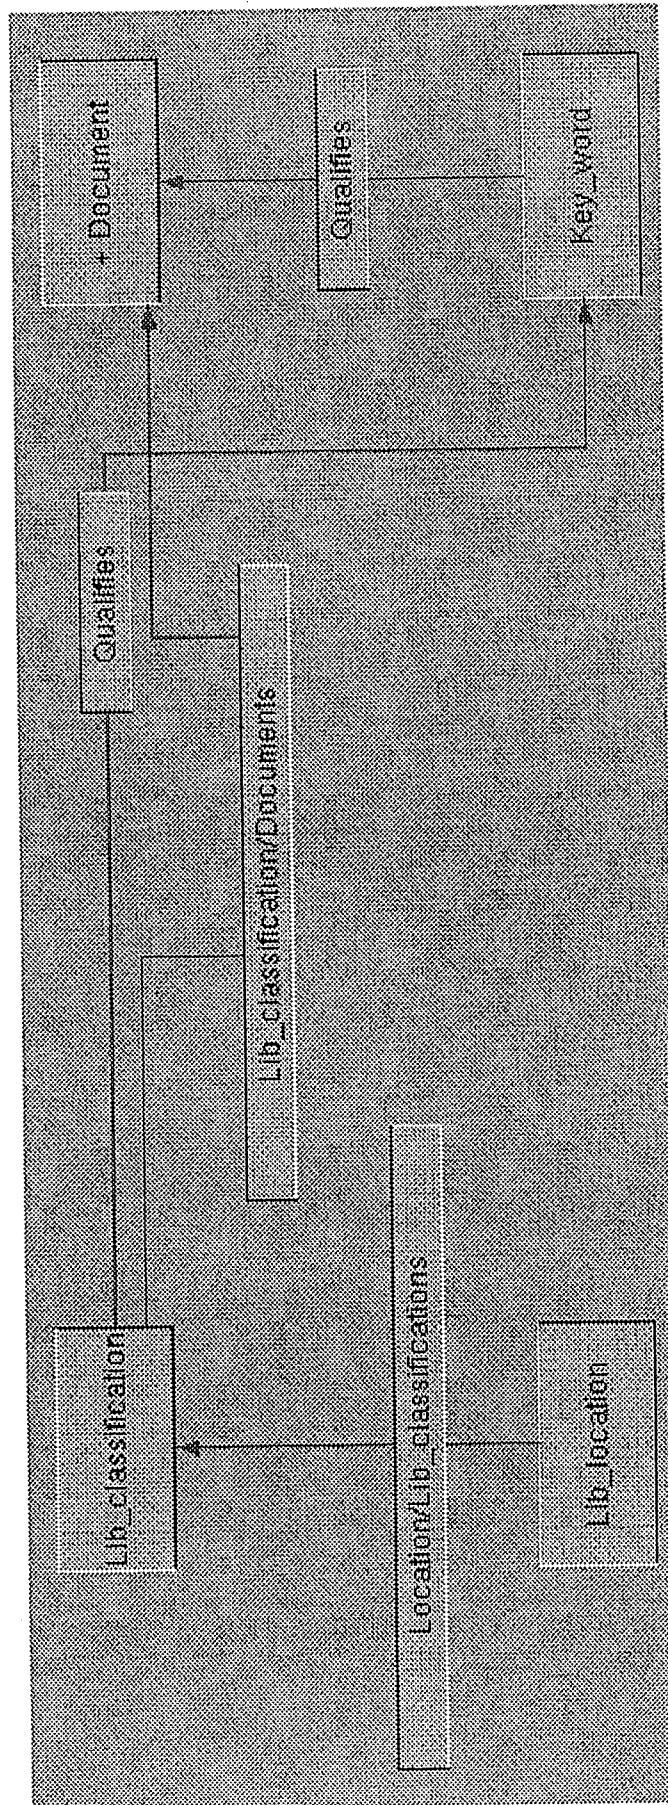 Lib_classification
Qualifies
+ Document
Lib_classification/Documents
Qualifies
Location/Lib_classifications
Lib_location
Key_word